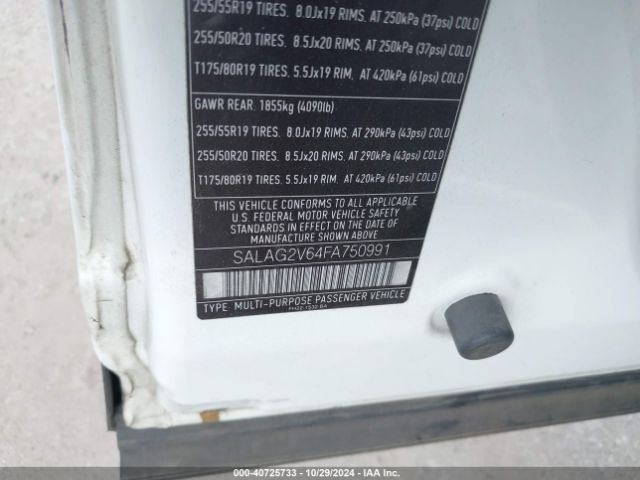 255/55R19 TIRES. 8.0Jx19 RIMS. AT 250kPa (37psi) COLD
255/50R20 TIRES. 8.5Jx20 RIMS. AT 250kPa (37psi) COLD
T175/80R19 TIRES. 5.5Jx19 RIM. AT 420kPa (61psi) COLD
GAWR REAR. 1855kg (4090lb)
255/55R19 TIRES. 8.0Jx19 RIMS. AT 290kPa (43psi) COLD
255/50R20 TIRES. 8.5Jx20 RIMS. AT 290kPa (43psi) COLD
T175/80R19 TIRES. 5.5Jx19 RIM. AT 420kPa (61psi) COLD
THIS VEHICLE CONFORMS TO ALL APPLICABLE
U.S. FEDERAL MOTOR VEHICLE SAFETY
STANDARDS IN EFFECT ON THE DATE OF
MANUFACTURE SHOWN ABOVE.
SALAG2V64FA750991
TYPE: MULTI-PURPOSE PASSENGER VEHICLE
000-40725733 - 10/29/2024 - IAA Inc.